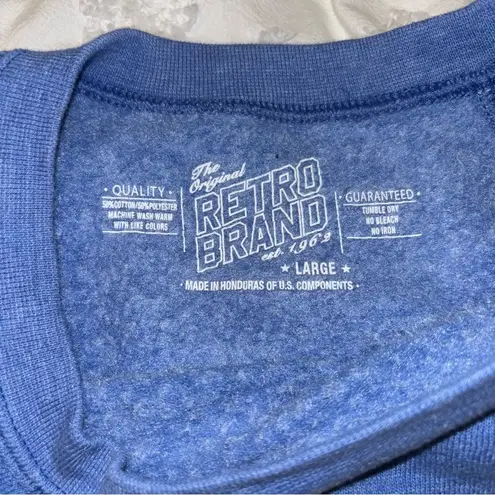 The
Original
RETRO
BRAND
est. 1969
★ LARGE ★
· QUALITY ·
50%COTTON/50%POLYESTER
MACHINE WASH WARM
WITH LIKE COLORS
· GUARANTEED ·
TUMBLE DRY
NO BLEACH
NO IRON
· MADE IN HONDURAS OF U.S. COMPONENTS ·